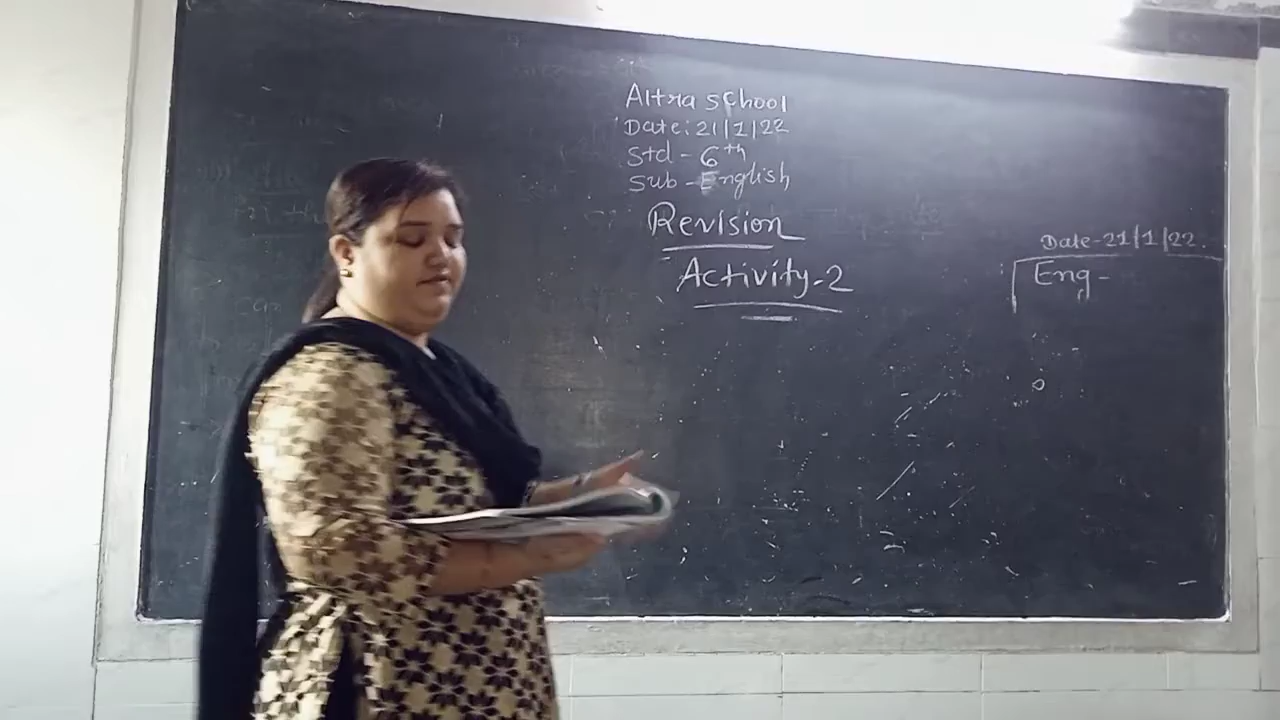 Altra school
Date: 21/1/22
Std - 6th
Sub - English
Revision
Activity-2
Date-21/1/22.
Eng -